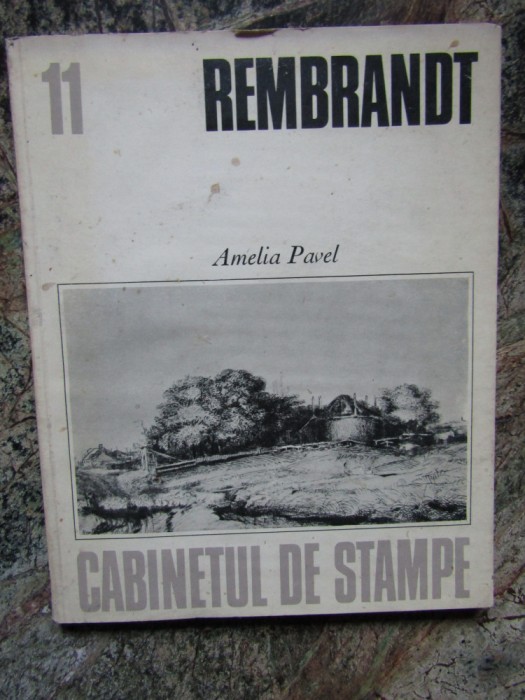 11 REMBRANDT
Amelia Pavel
CABINETUL DE STAMPE